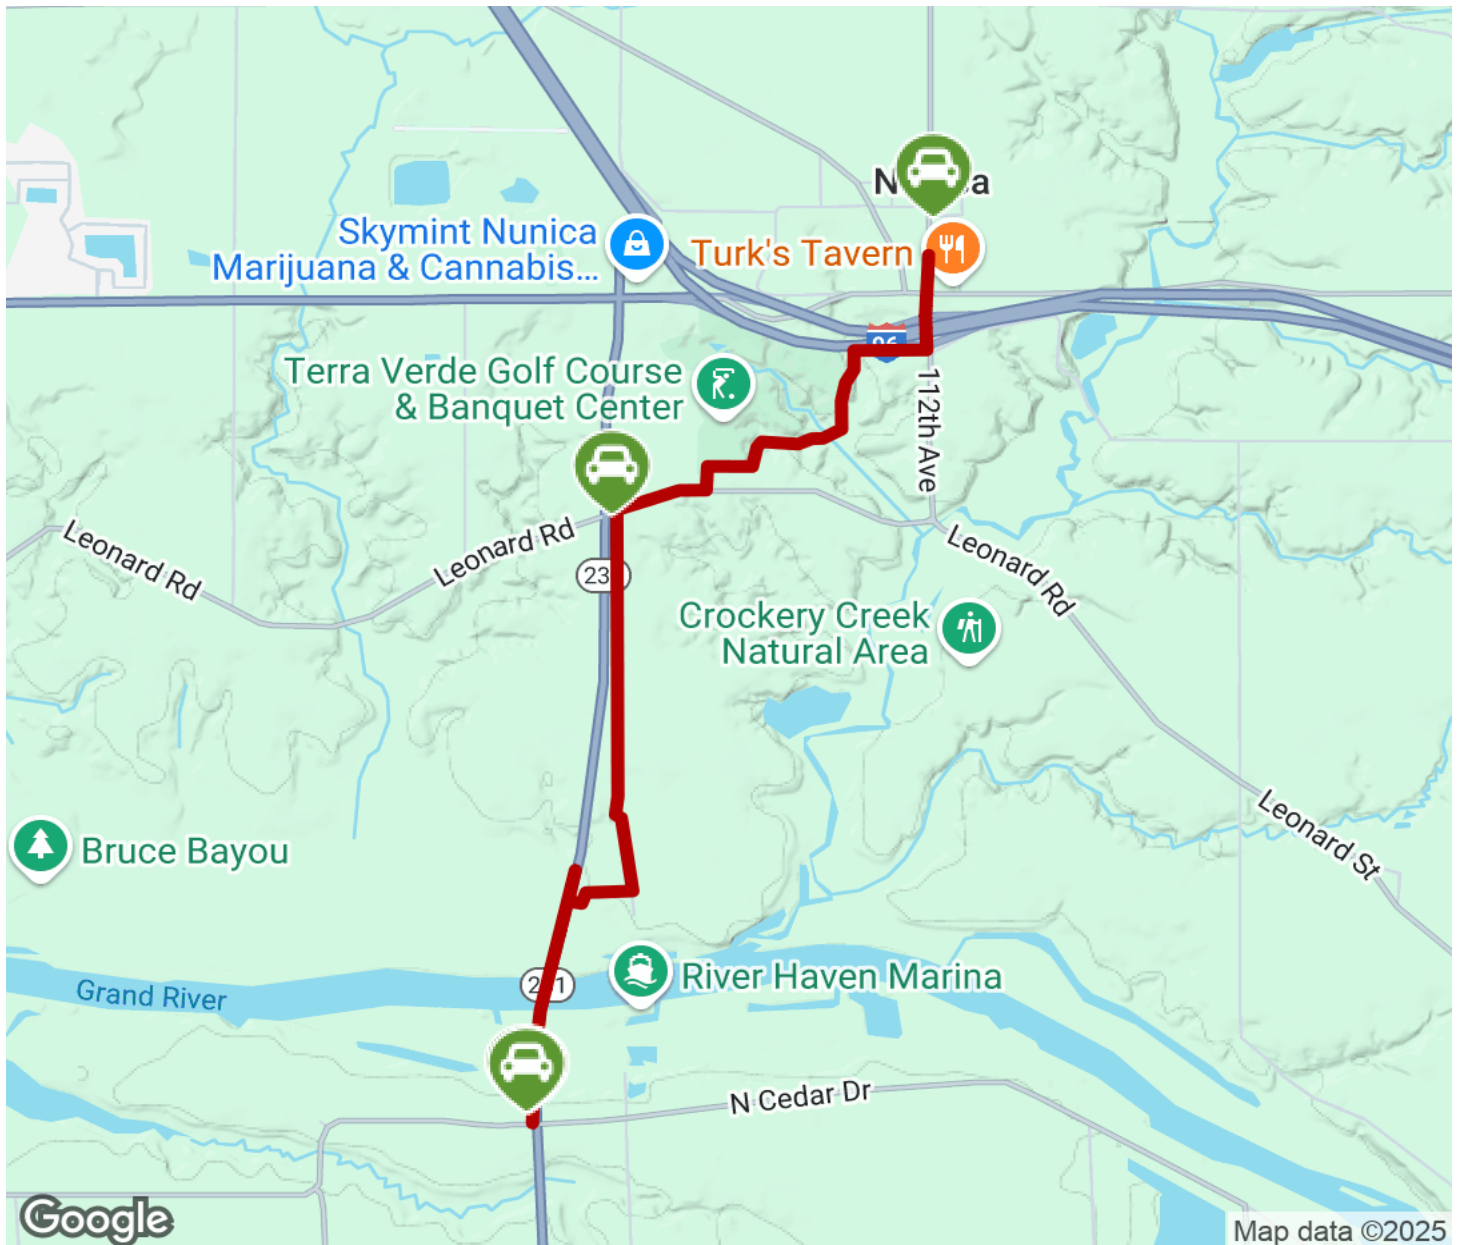 Skymint Nunica
Marijuana & Cannabis...
Turk's Tavern
Terra Verde Golf Course
& Banquet Center
112th Ave
Leonard Rd
Leonard Rd
Leonard Rd
Crockery Creek
Natural Area
Leonard St
Bruce Bayou
River Haven Marina
Grand River
N Cedar Dr
Google
Map data ©2025